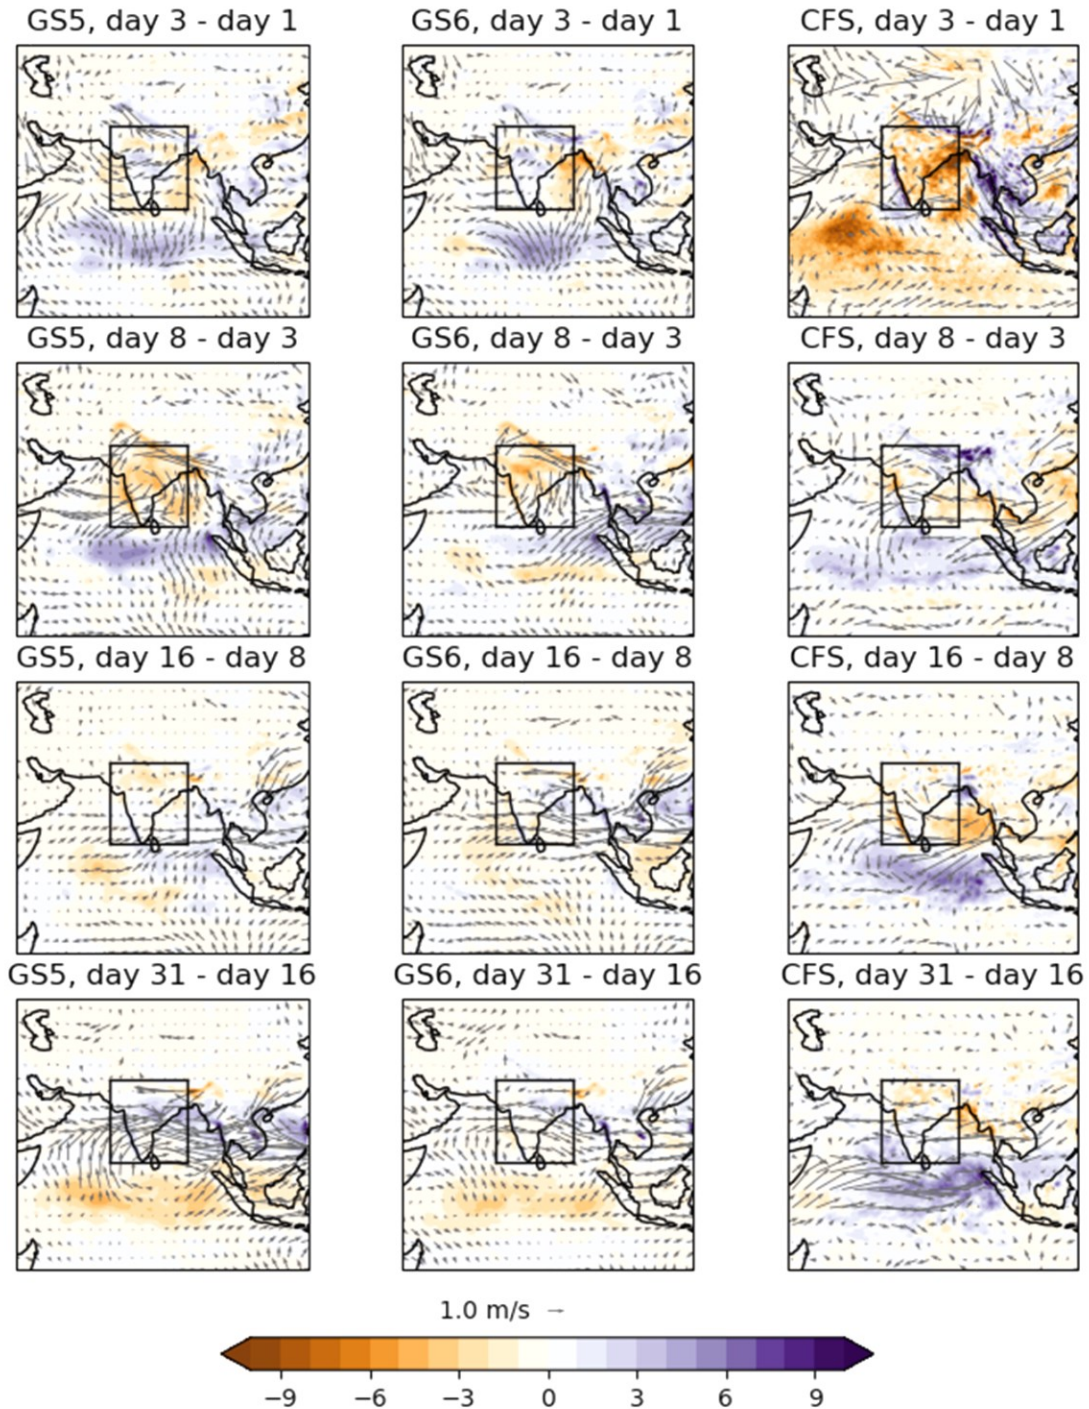 GS5, day 3 - day 1
GS6, day 3 - day 1
CFS, day 3 - day 1
GS5, day 8 - day 3
GS6, day 8 - day 3
CFS, day 8 - day 3
GS5, day 16 - day 8
GS6, day 16 - day 8
CFS, day 16 - day 8
GS5, day 31 - day 16
GS6, day 31 - day 16
CFS, day 31 - day 16
1.0 m/s
−9 −6 −3 0 3 6 9